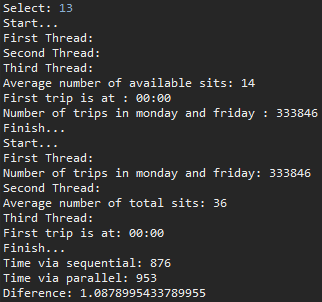 Select: 13
Start...
First Thread:
Second Thread:
Third Thread:
Average number of available sits: 14
First trip is at : 00:00
Number of trips in monday and friday : 333846
Finish...
Start...
First Thread:
Number of trips in monday and friday: 333846
Second Thread:
Average number of total sits: 36
Third Thread:
First trip is at: 00:00
Finish...
Time via sequential: 876
Time via parallel: 953
Diference: 1.0878995433789955